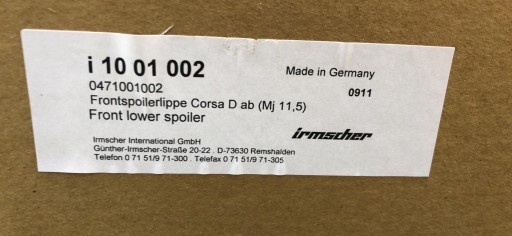 i 10 01 002
Made in Germany
0471001002
0911
Frontspoilerlippe Corsa D ab (Mj 11,5)
Front lower spoiler
irmscher
Irmscher International GmbH
Günther-Irmscher-Straße 20-22 . D-73630 Remshalden
Telefon 0 71 51/9 71-300 . Telefax 0 71 51/9 71-305